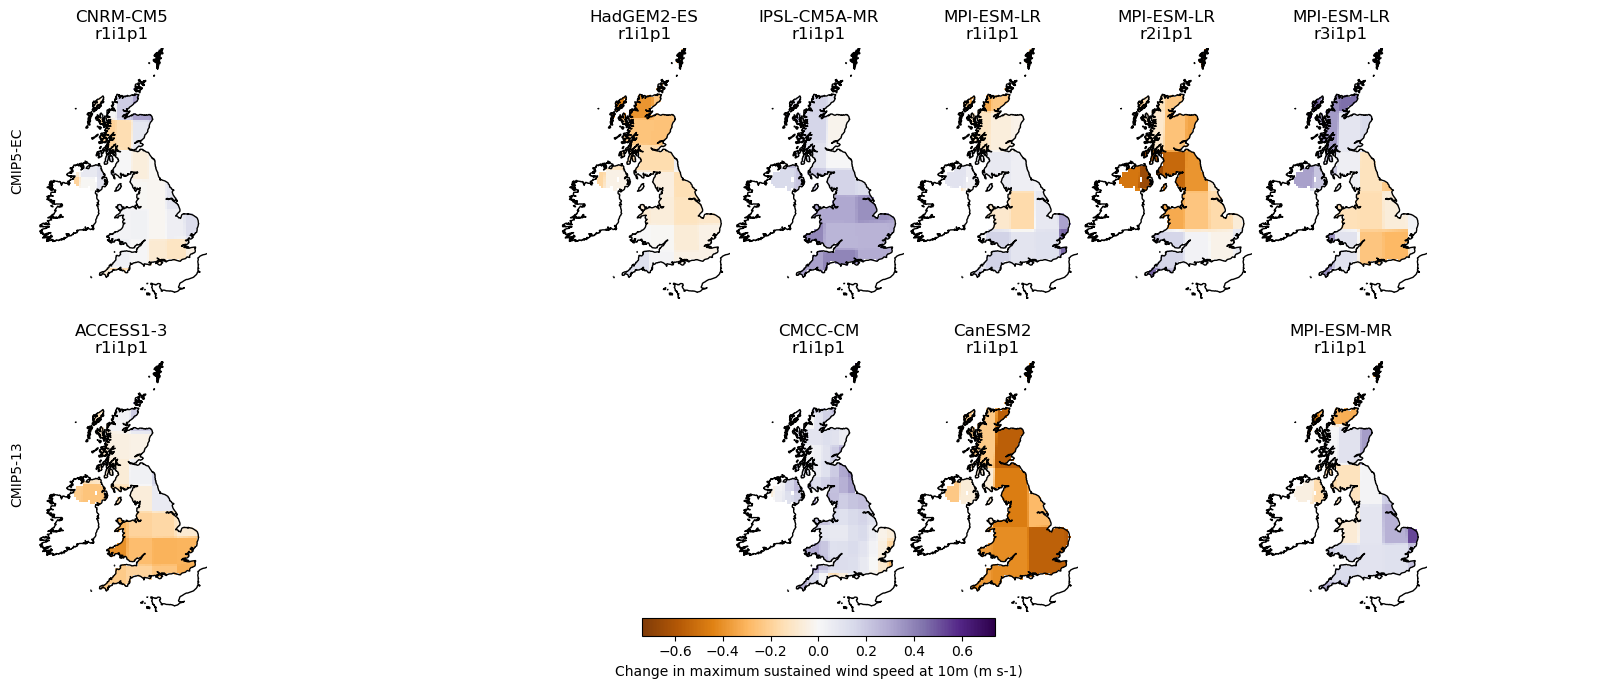 CNRM-CM5
r1i1p1
HadGEM2-ES
r1i1p1
IPSL-CM5A-MR
r1i1p1
MPI-ESM-LR
r1i1p1
MPI-ESM-LR
r2i1p1
MPI-ESM-LR
r3i1p1
CMIP5-EC
ACCESS1-3
r1i1p1
CMCC-CM
r1i1p1
CanESM2
r1i1p1
MPI-ESM-MR
r1i1p1
CMIP5-13
−0.6 −0.4 −0.2 0.0 0.2 0.4 0.6
Change in maximum sustained wind speed at 10m (m s-1)